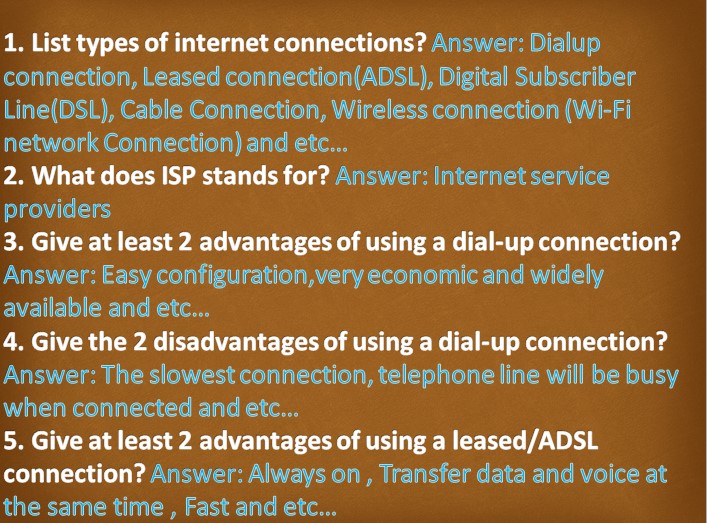 1. List types of internet connections? Answer: Dialup
connection, Leased connection(ADSL), Digital Subscriber
Line(DSL), Cable Connection, Wireless connection (Wi-Fi
network Connection) and etc...
2. What does ISP stands for? Answer: Internet service
providers
3. Give at least 2 advantages of using a dial-up connection?
Answer: Easy configuration,very economic and widely
available and etc...
4. Give the 2 disadvantages of using a dial-up connection?
Answer: The slowest connection, telephone line will be busy
when connected and etc...
5. Give at least 2 advantages of using a leased/ADSL
connection? Answer: Always on , Transfer data and voice at
the same time , Fast and etc...